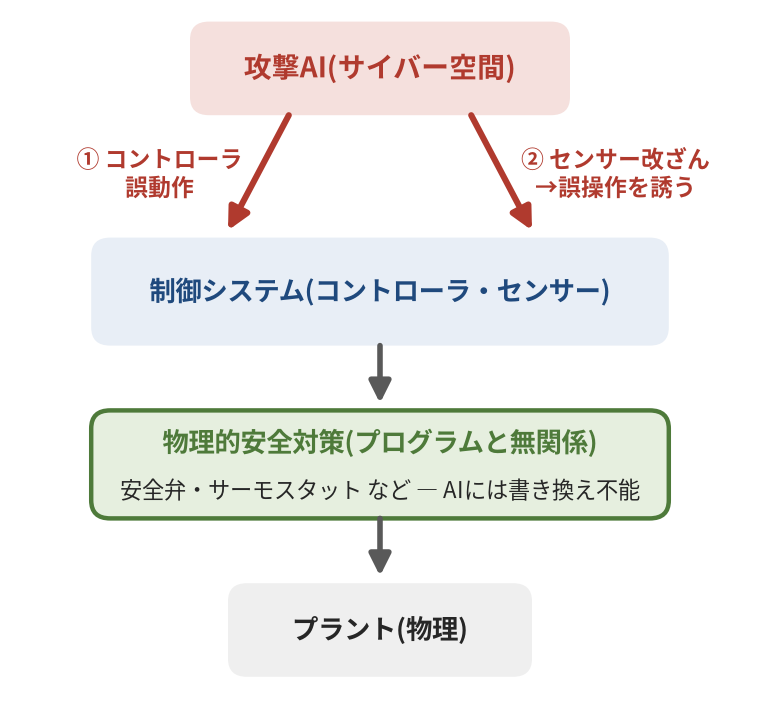 攻撃AI(サイバー空間)
① コントローラ
誤動作
② センサー改ざん
→誤操作を誘う
制御システム(コントローラ・センサー)
物理的安全対策(プログラムと無関係)
安全弁・サーモスタット など — AIには書き換え不能
プラント(物理)